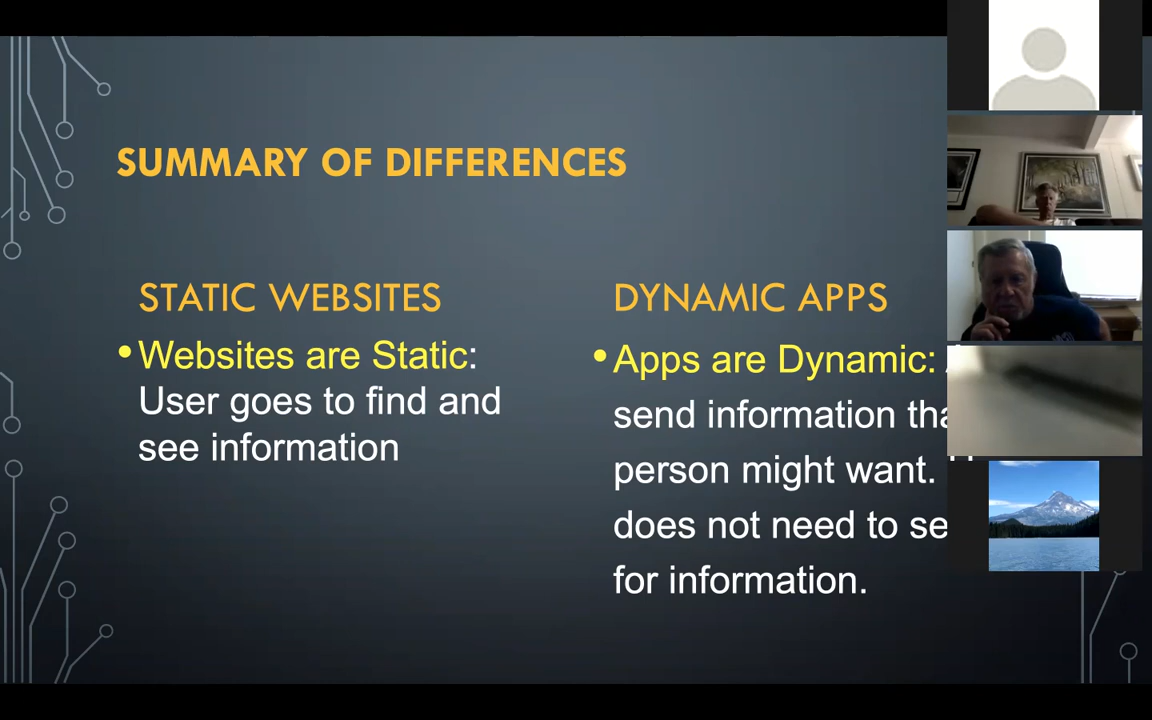 SUMMARY OF DIFFERENCES
STATIC WEBSITES
• Websites are Static:
User goes to find and
see information
DYNAMIC APPS
• Apps are Dynamic:
send information
person might want.
does not need to
for information.